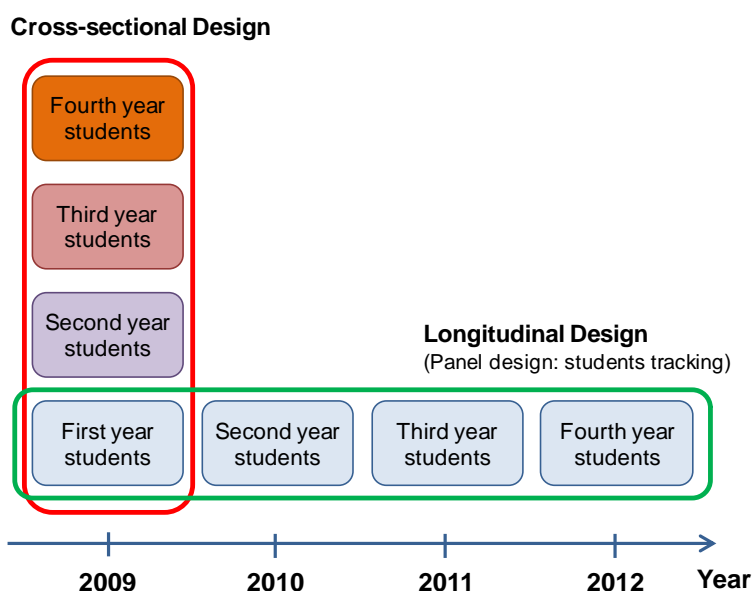 Cross-sectional Design
Fourth year
students
Third year
students
Second year
students
Longitudinal Design
(Panel design: students tracking)
First year
students
Second year
students
Third year
students
Fourth year
students
2009
2010
2011
2012
Year